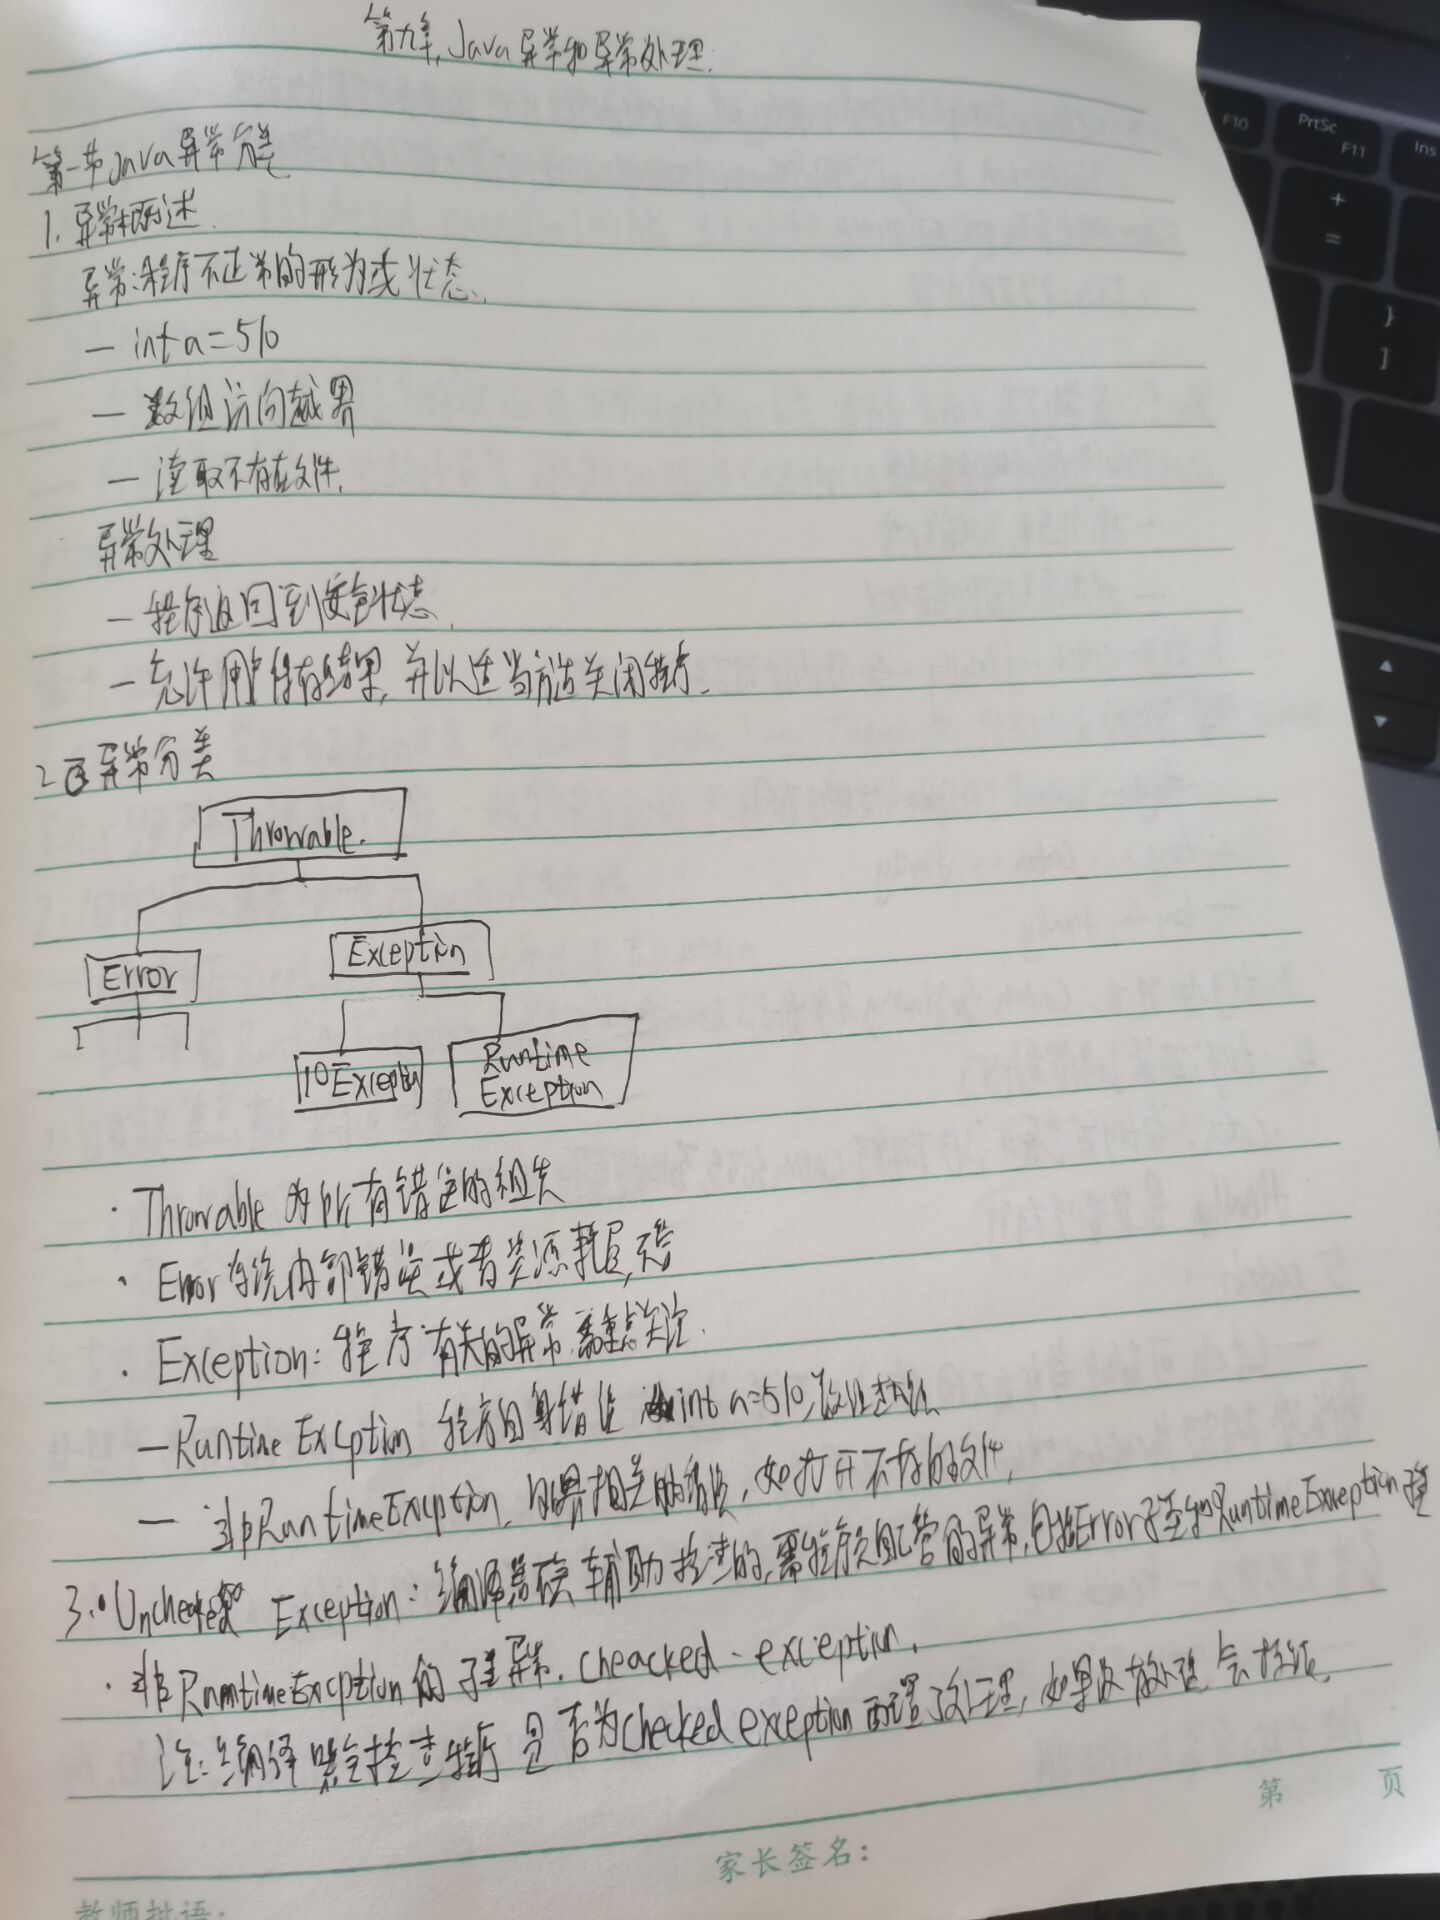 第九章, Java异常和异常处理.
第一节Java异常分类
1. 异常概述.
异常:程序不正常的形为或状态.
— int a=5/0
— 数组访问越界
— 读取不存在文件.
异常处理
— 程序返回到安全状态.
— 允许用户保存结果, 并以适当方法关闭程序.
2 异常分类
Throwable.
Error
Exception
IOException
Runtime
Exception
· Throwable 为所有错误的祖先
· Error 系统内部错误或者资源耗尽,
· Exception: 程序有关的异常.需重点关注.
— Runtime Exception 程序自身错误 int a=5/0,数组越界
— 非RuntimeException, 外界相关的错误, 如打开不存的文件,
3. · Unchecked Exception: 编译器 辅助检查的,需程序员 管的异常,包括Error子类和RuntimeException子类
· 非RuntimeException的子类异常. cheacked - exception.
注:编译器会检查程序是否为checked exception配置了处理, 如果没有处理. 会报错.
第 页
家长签名:
教师批语: